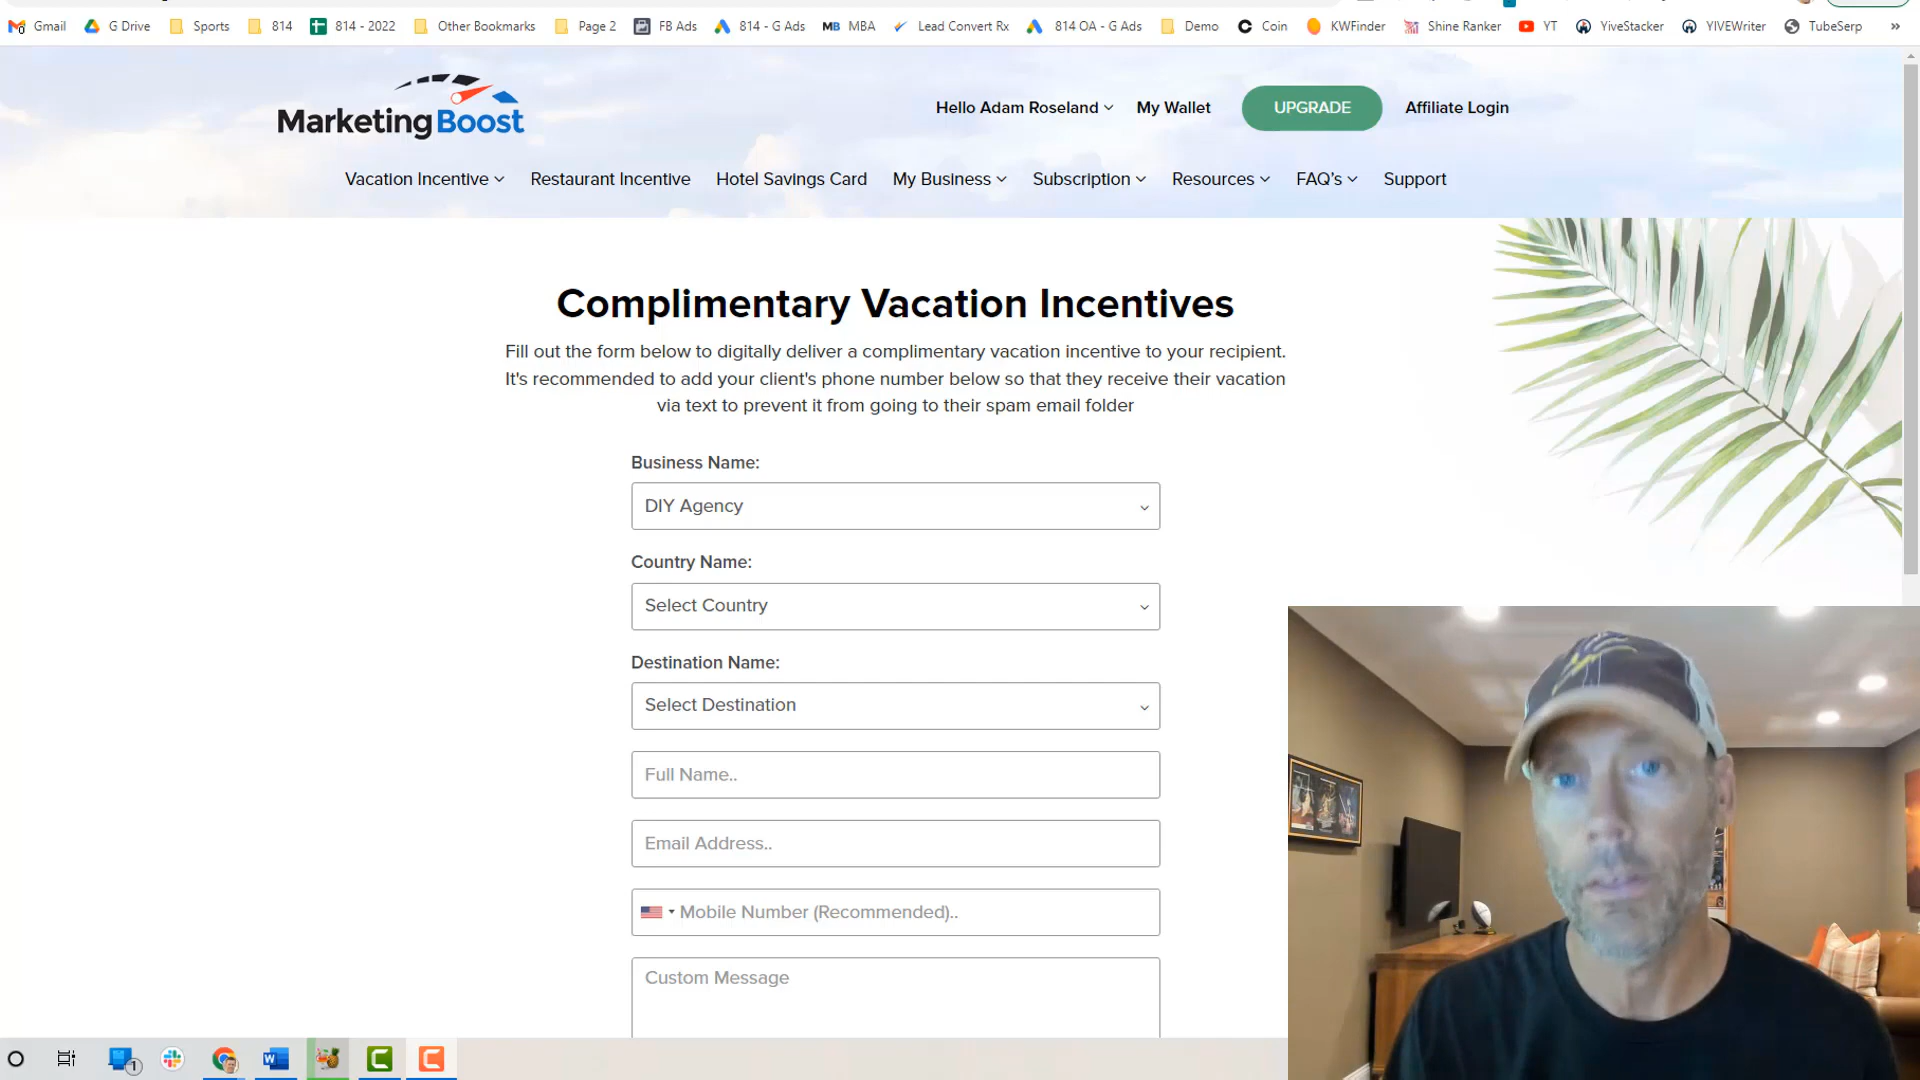 Gmail G Drive Sports 814 814 - 2022 Other Bookmarks Page 2 FB Ads 814 - G Ads MB MBA Lead Convert Rx 814 OA - G Ads Demo Coin KWFinder Shine Ranker YT YiveStacker YIVEWriter TubeSerp »
MarketingBoost
Hello Adam Roseland My Wallet UPGRADE Affiliate Login
Vacation Incentive Restaurant Incentive Hotel Savings Card My Business Subscription Resources FAQ's Support
Complimentary Vacation Incentives
Fill out the form below to digitally deliver a complimentary vacation incentive to your recipient.
It's recommended to add your client's phone number below so that they receive their vacation
via text to prevent it from going to their spam email folder
Business Name:
DIY Agency
Country Name:
Select Country
Destination Name:
Select Destination
Full Name..
Email Address..
Mobile Number (Recommended)..
Custom Message
1